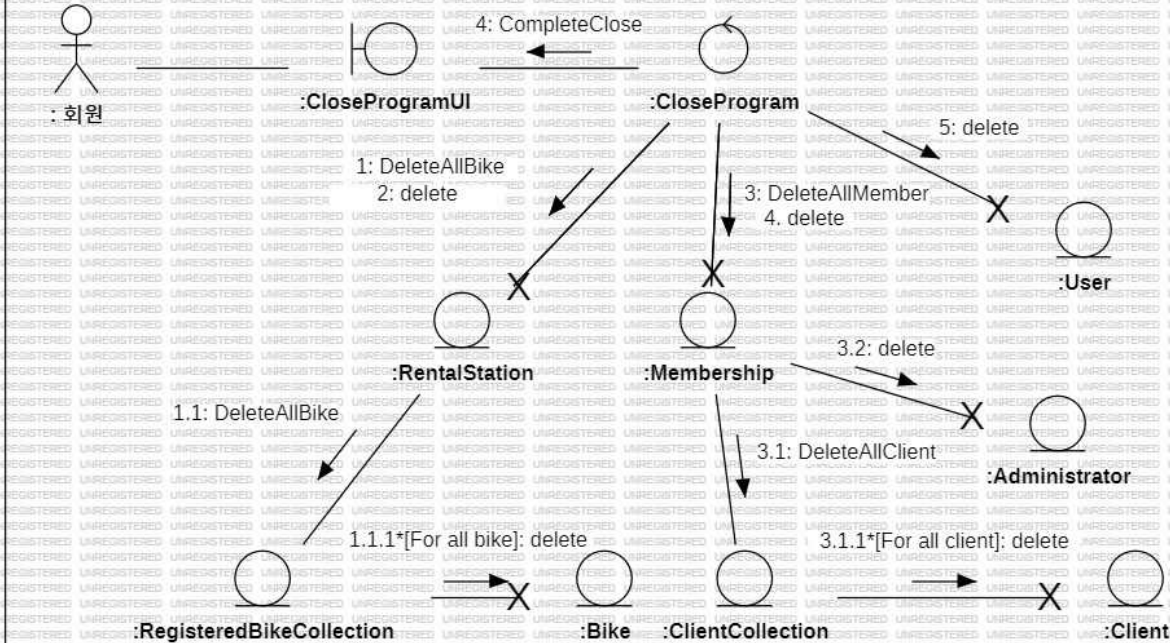 4: CompleteClose
: 회원
:CloseProgramUI
:CloseProgram
5: delete
1: DeleteAllBike
2: delete
3: DeleteAllMember
4. delete
:User
:RentalStation
:Membership
3.2: delete
1.1: DeleteAllBike
3.1: DeleteAllClient
:Administrator
1.1.1*[For all bike]: delete
3.1.1*[For all client]: delete
:RegisteredBikeCollection
:Bike
:ClientCollection
:Client
UNREGISTERED